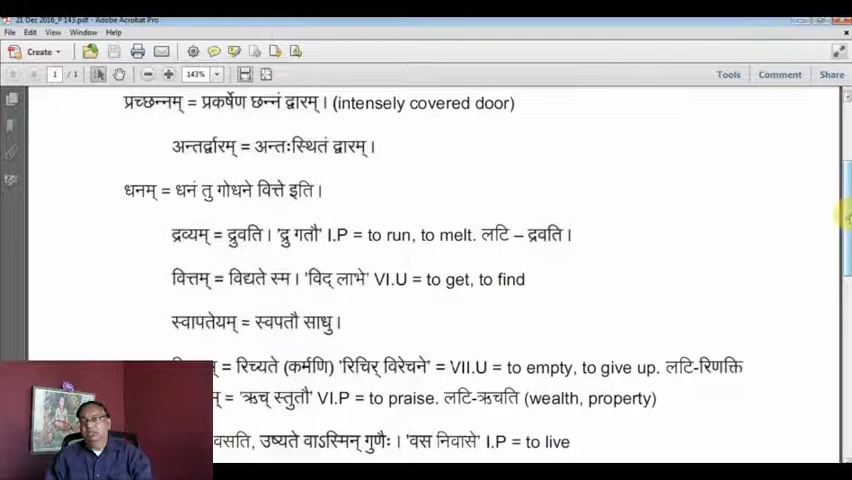 21 Dec 2016_P 143.pdf - Adobe Acrobat Pro
File Edit View Window Help
Create
1 / 1 143% Tools Comment Share
प्रच्छन्नम् = प्रकर्षेण छन्नं द्वारम् । (intensely covered door)
अन्तर्द्वारम् = अन्तःस्थितं द्वारम् ।
धनम् = धनं तु गोधने वित्ते इति ।
द्रव्यम् = द्रुवति । 'द्रु गतौ' I.P = to run, to melt. लटि – द्रवति ।
वित्तम् = विद्यते स्म । 'विद् लाभे' VI.U = to get, to find
स्वापतेयम् = स्वपतौ साधु ।
= रिच्यते (कर्मणि) 'रिचिर् विरेचने' = VII.U = to empty, to give up. लटि-रिणक्ति
= 'ऋच् स्तुतौ' VI.P = to praise. लटि-ऋचति (wealth, property)
वसति, उष्यते वाऽस्मिन् गुणैः । 'वस निवासे' I.P = to live